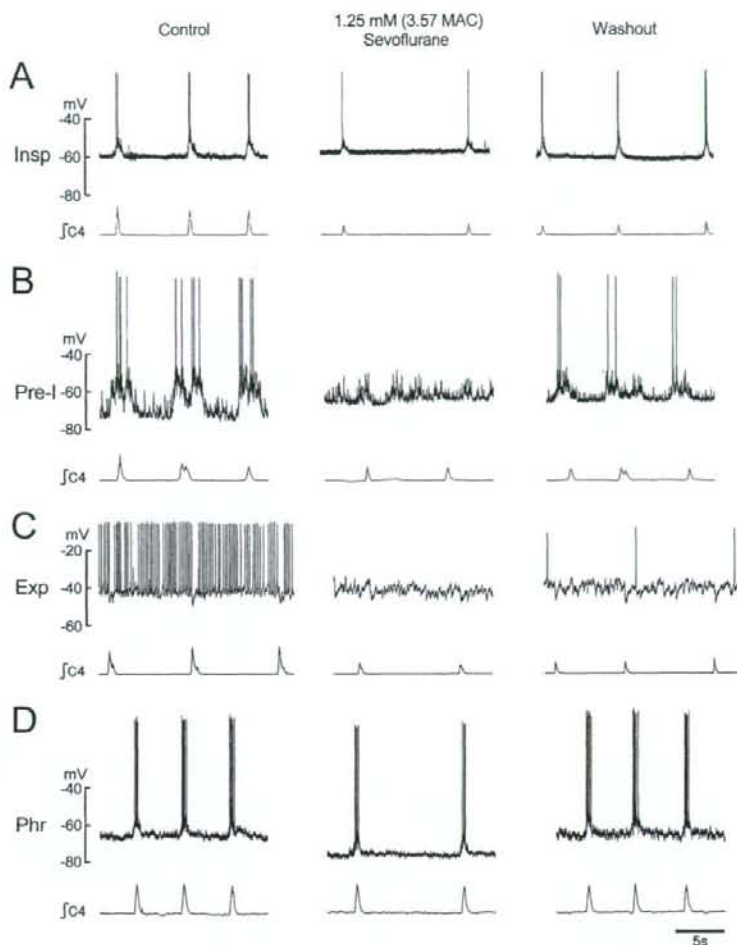 Control
1.25 mM (3.57 MAC)
Sevoflurane
Washout
A
mV
-40
Insp
-60
-80
∫C4
B
mV
-40
Pre-I
-60
-80
∫C4
C
mV
-20
Exp
-40
-60
∫C4
D
mV
-40
Phr
-60
-80
∫C4
5s